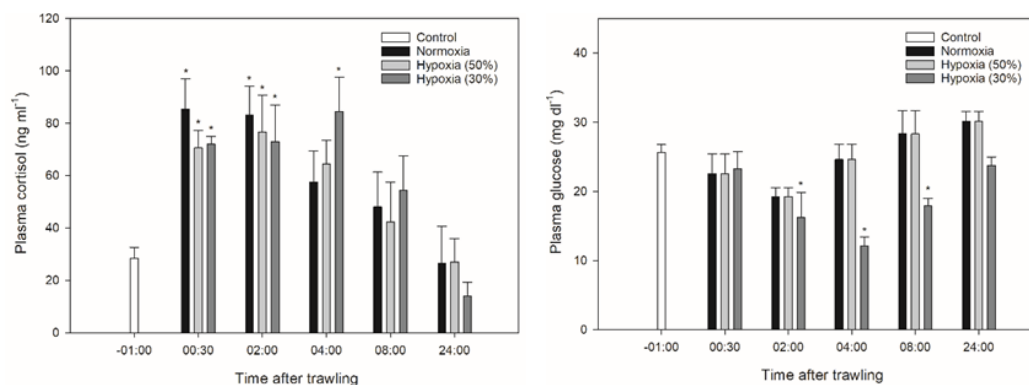 120
100
80
60
40
20
0
Plasma cortisol (ng ml⁻¹)
Control
Normoxia
Hypoxia (50%)
Hypoxia (30%)
* * * * * * *
-01:00 00:30 02:00 04:00 08:00 24:00
Time after trawling
40
30
20
10
0
Plasma glucose (mg dl⁻¹)
Control
Normoxia
Hypoxia (50%)
Hypoxia (30%)
* * *
-01:00 00:30 02:00 04:00 08:00 24:00
Time after trawling